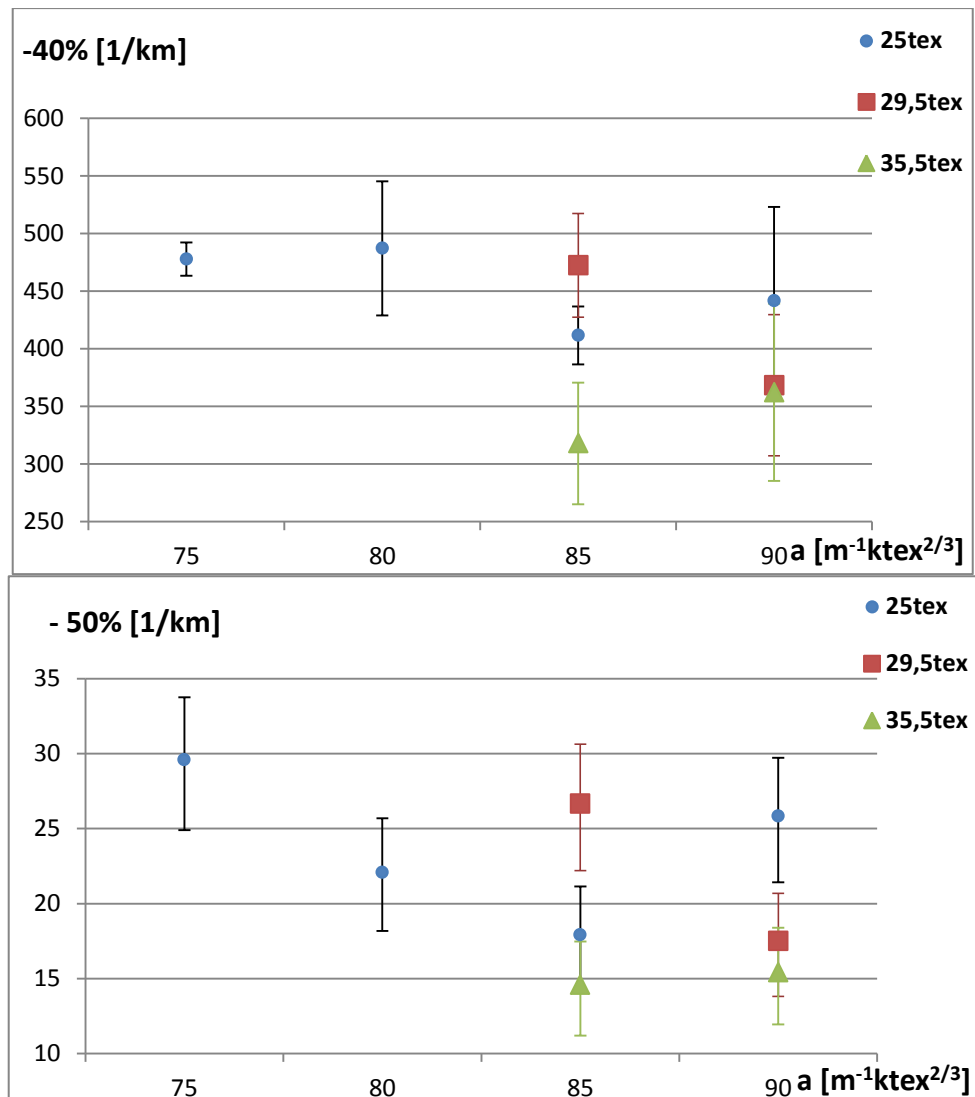 -40% [1/km]
25tex
29,5tex
35,5tex
600
550
500
450
400
350
300
250
75 80 85 90 a [m⁻¹ktex²/³]
- 50% [1/km]
25tex
29,5tex
35,5tex
35
30
25
20
15
10
75 80 85 90 a [m⁻¹ktex²/³]